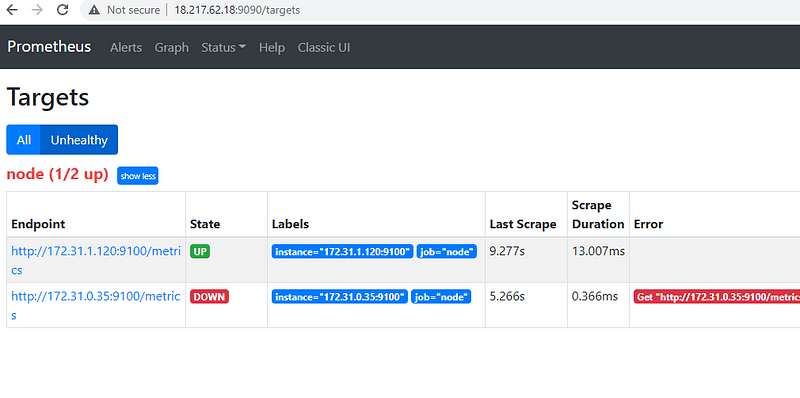 Not secure | 18.217.62.18:9090/targets
Prometheus Alerts Graph Status Help Classic UI
Targets
All Unhealthy
node (1/2 up) show less
Endpoint State Labels Last Scrape Scrape Duration Error
http://172.31.1.120:9100/metrics UP instance="172.31.1.120:9100" job="node" 9.277s 13.007ms
http://172.31.0.35:9100/metrics DOWN instance="172.31.0.35:9100" job="node" 5.266s 0.366ms Get "http://172.31.0.35:9100/metrics